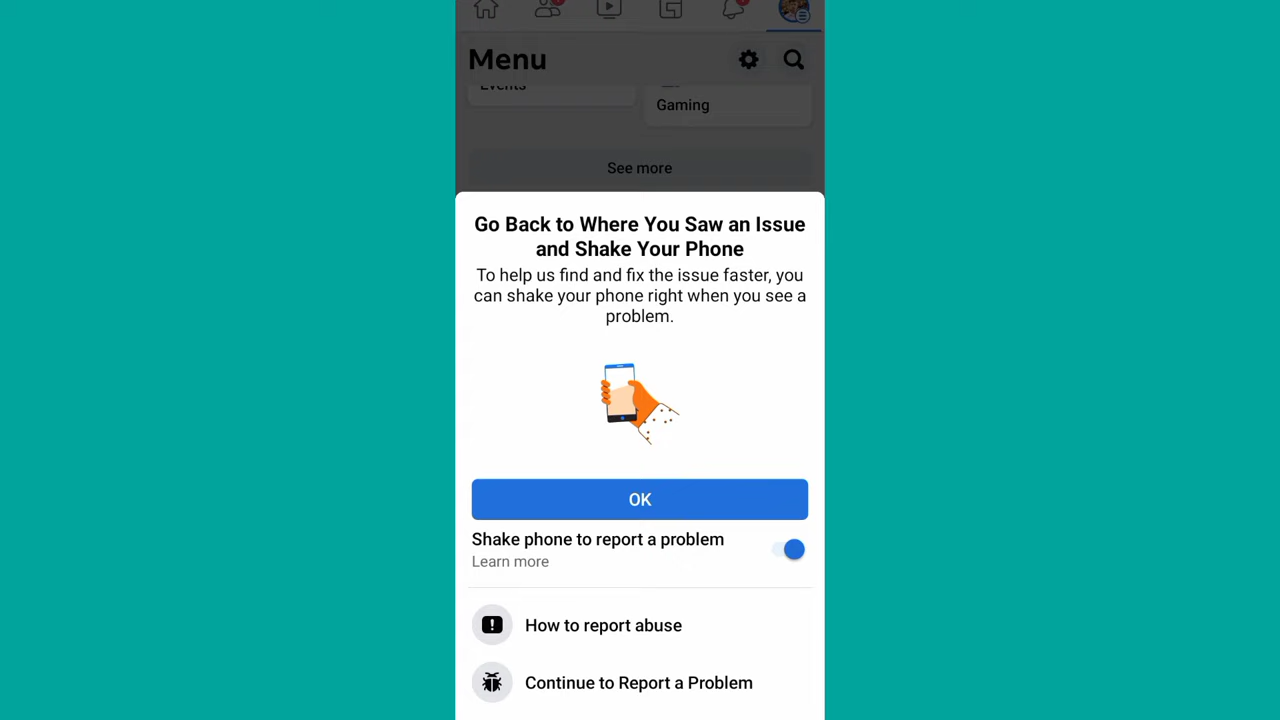 Menu
Events
Gaming
See more
Go Back to Where You Saw an Issue
and Shake Your Phone
To help us find and fix the issue faster, you
can shake your phone right when you see a
problem.
OK
Shake phone to report a problem
Learn more
How to report abuse
Continue to Report a Problem